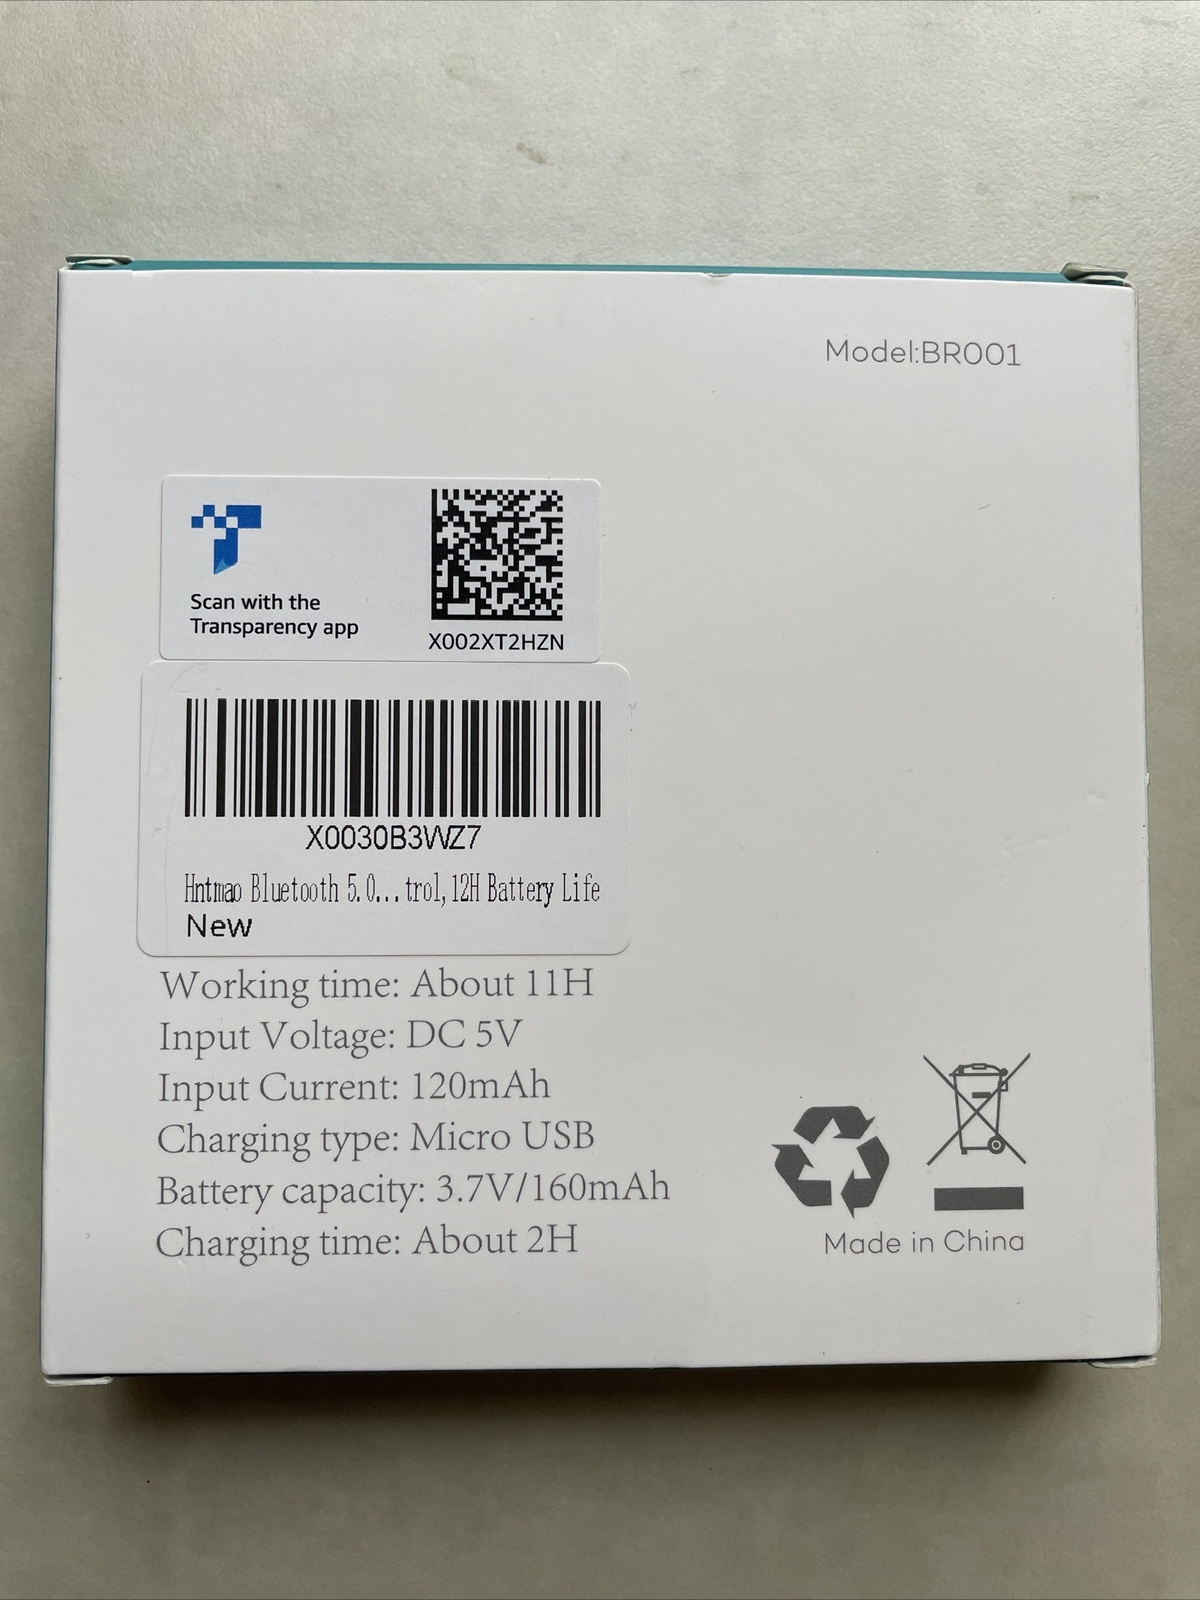 Model:BR001
Scan with the
Transparency app
X002XT2HZN
X0030B3WZ7
Hntmao Bluetooth 5.0...trol,12H Battery Life
New
Working time: About 11H
Input Voltage: DC 5V
Input Current: 120mAh
Charging type: Micro USB
Battery capacity: 3.7V/160mAh
Charging time: About 2H
Made in China